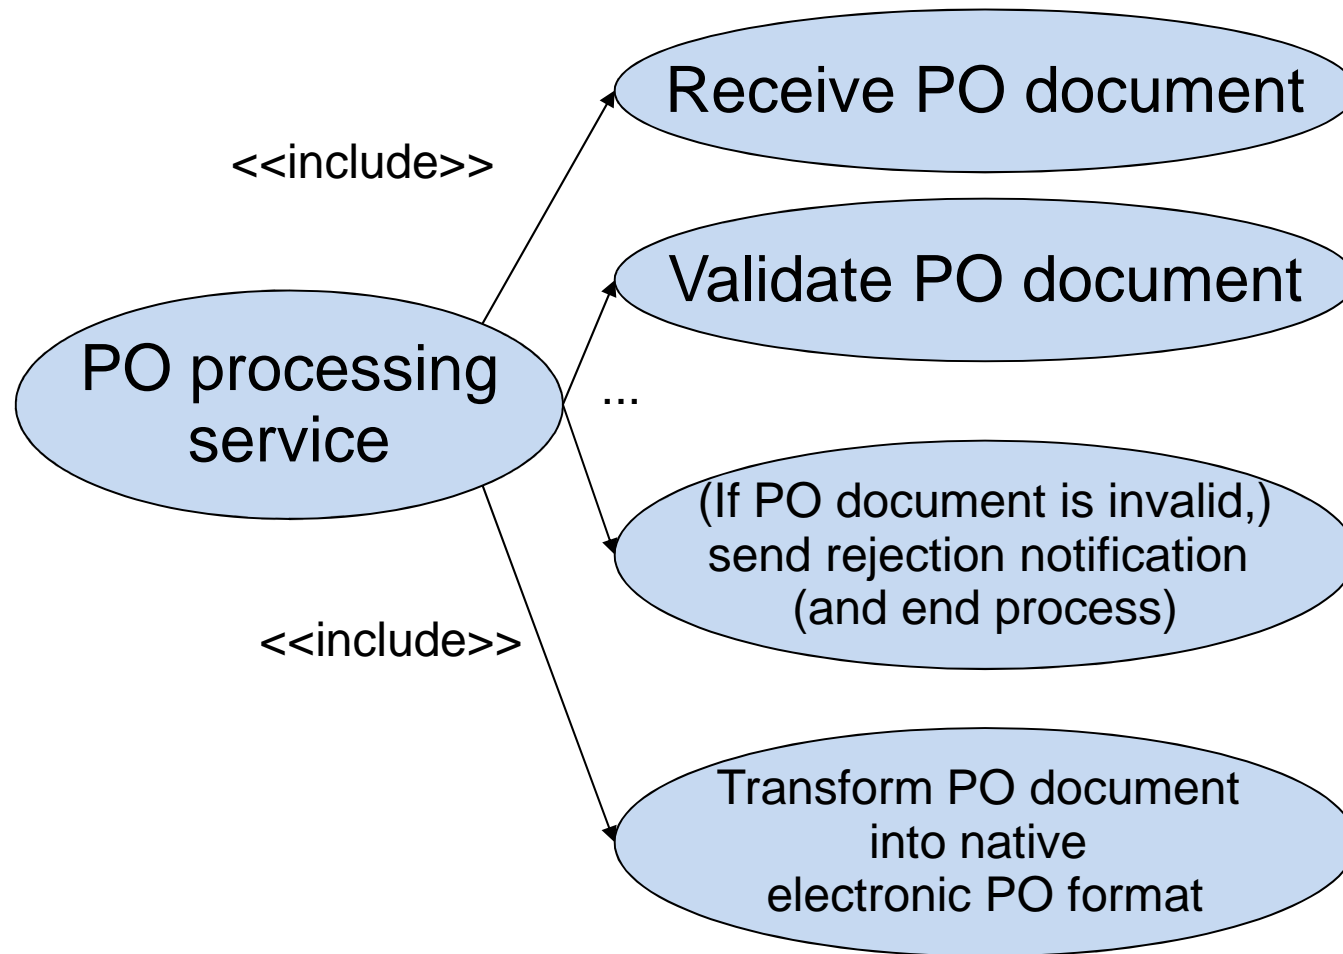 Receive PO document
<<include>>
Validate PO document
PO processing
service
...
(If PO document is invalid,)
send rejection notification
(and end process)
<<include>>
Transform PO document
into native
electronic PO format